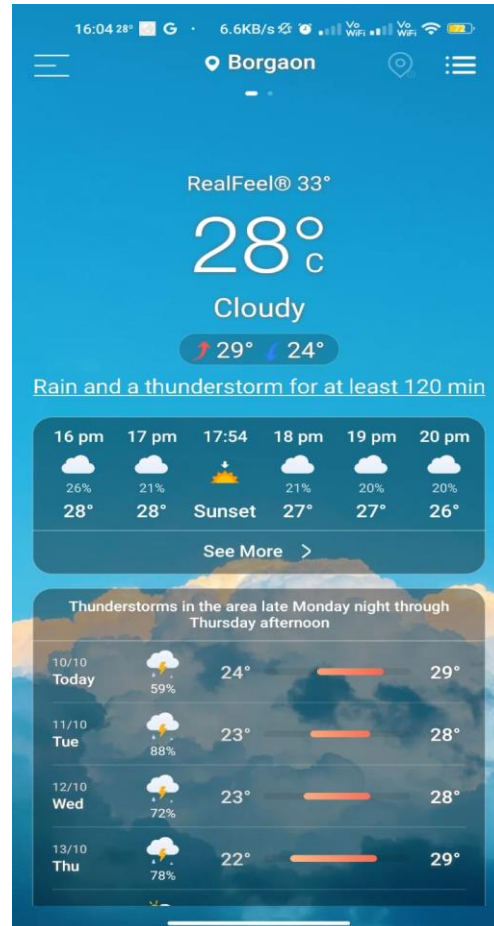 16:04 28° G · 6.6KB/s Vo WiFi Vo WiFi 72
Borgaon
RealFeel® 33°
28°C
Cloudy
29° 24°
Rain and a thunderstorm for at least 120 min
16 pm 17 pm 17:54 18 pm 19 pm 20 pm
26% 21% 21% 20% 20%
28° 28° Sunset 27° 27° 26°
See More >
Thunderstorms in the area late Monday night through
Thursday afternoon
10/10
Today 24° 29°
59%
11/10
Tue 23° 28°
88%
12/10
Wed 23° 28°
72%
13/10
Thu 22° 29°
78%